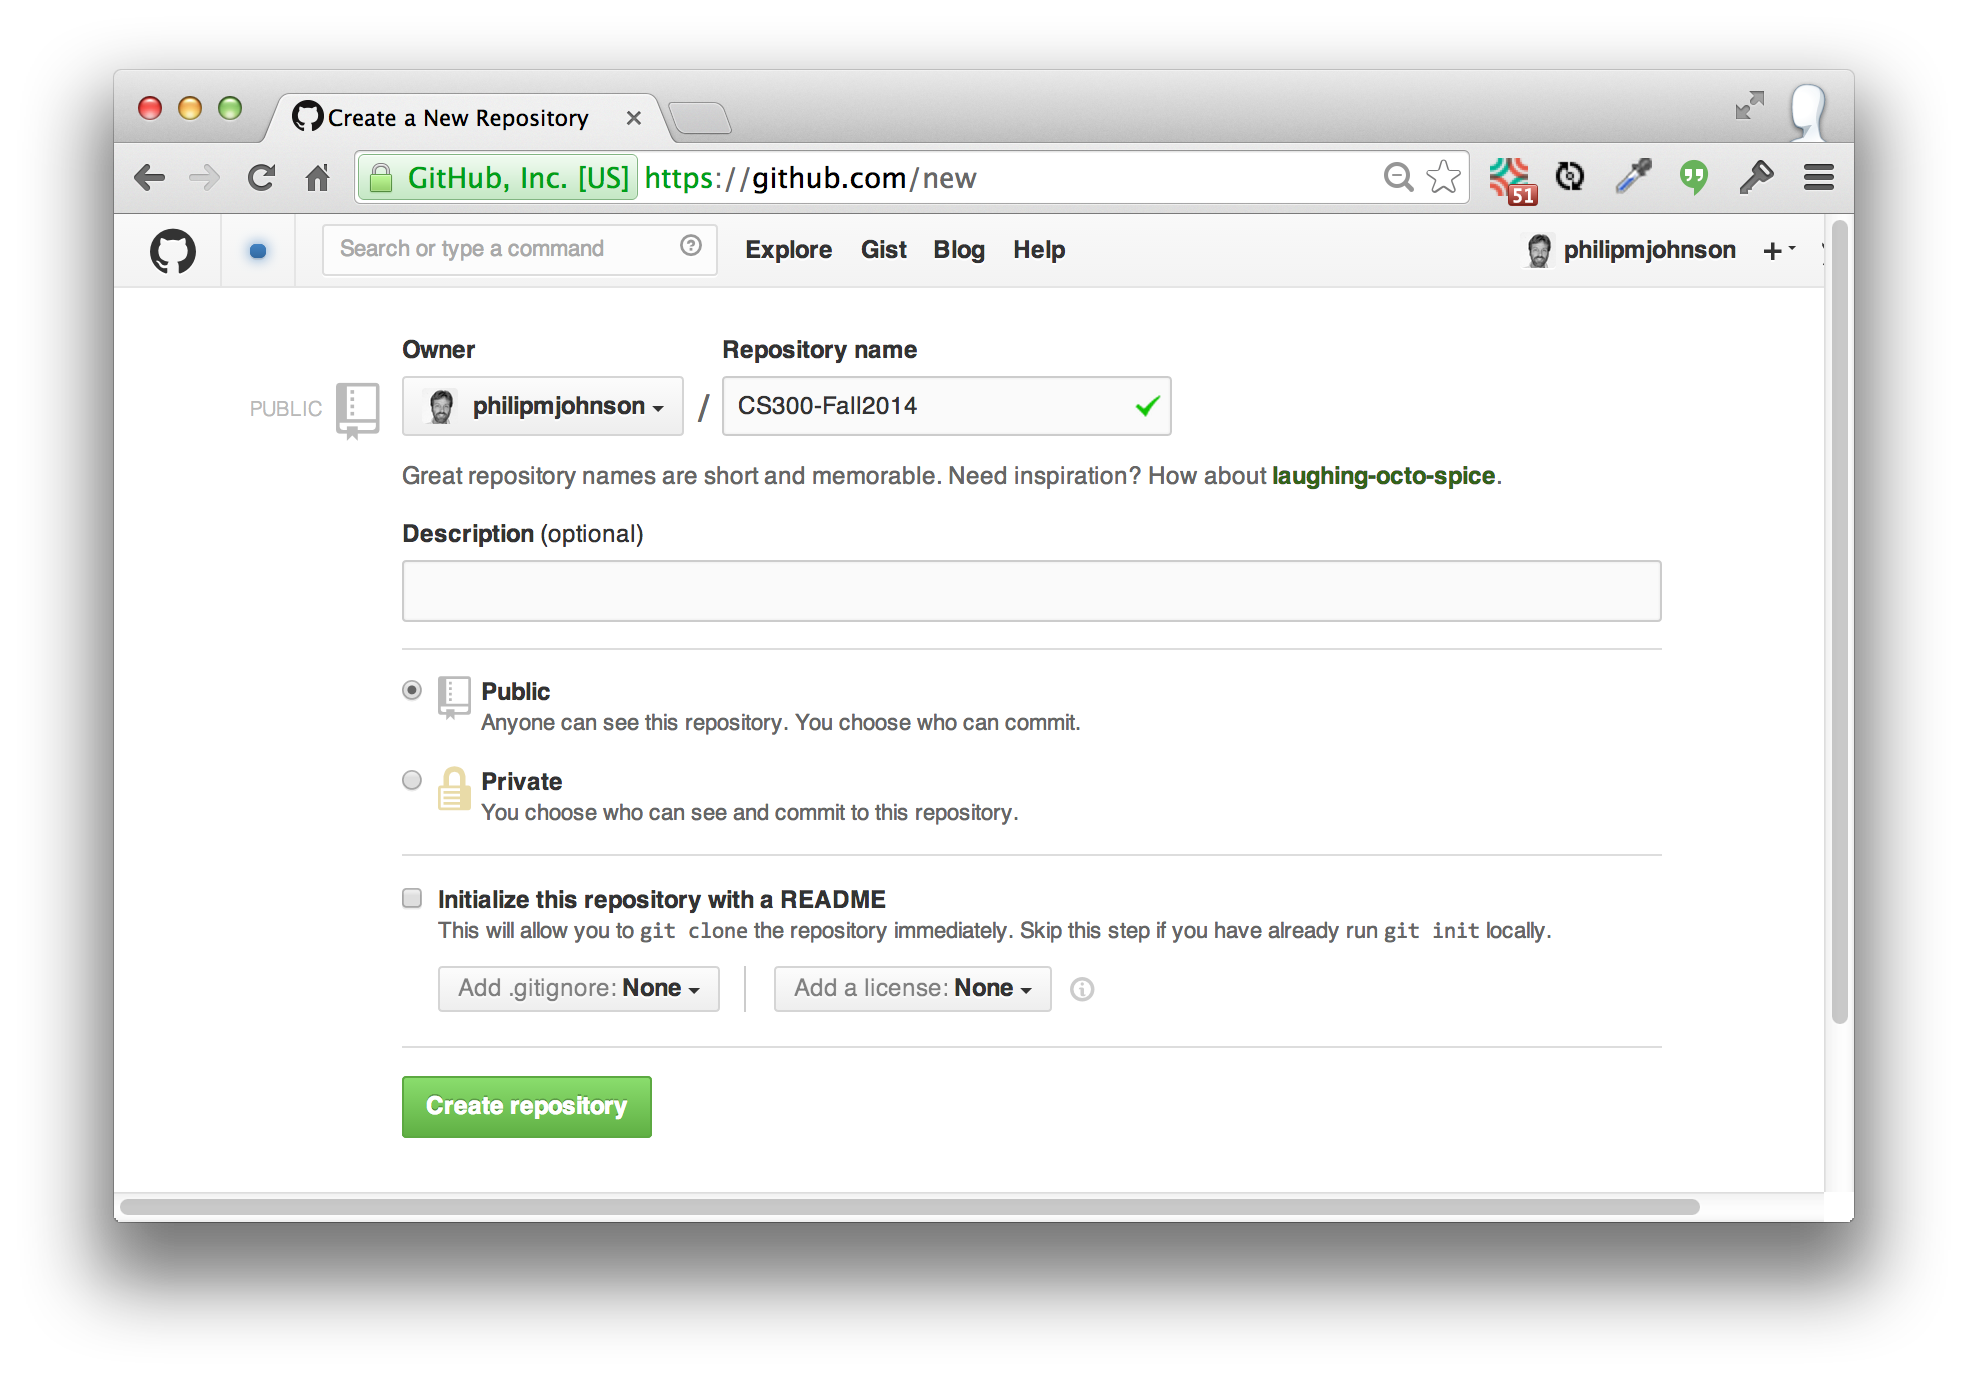 Create a New Repository
GitHub, Inc. [US] https://github.com/new
51
Search or type a command
Explore Gist Blog Help
philipmjohnson
Owner Repository name
PUBLIC philipmjohnson / CS300-Fall2014
Great repository names are short and memorable. Need inspiration? How about laughing-octo-spice.
Description (optional)
Public
Anyone can see this repository. You choose who can commit.
Private
You choose who can see and commit to this repository.
Initialize this repository with a README
This will allow you to git clone the repository immediately. Skip this step if you have already run git init locally.
Add .gitignore: None Add a license: None
Create repository